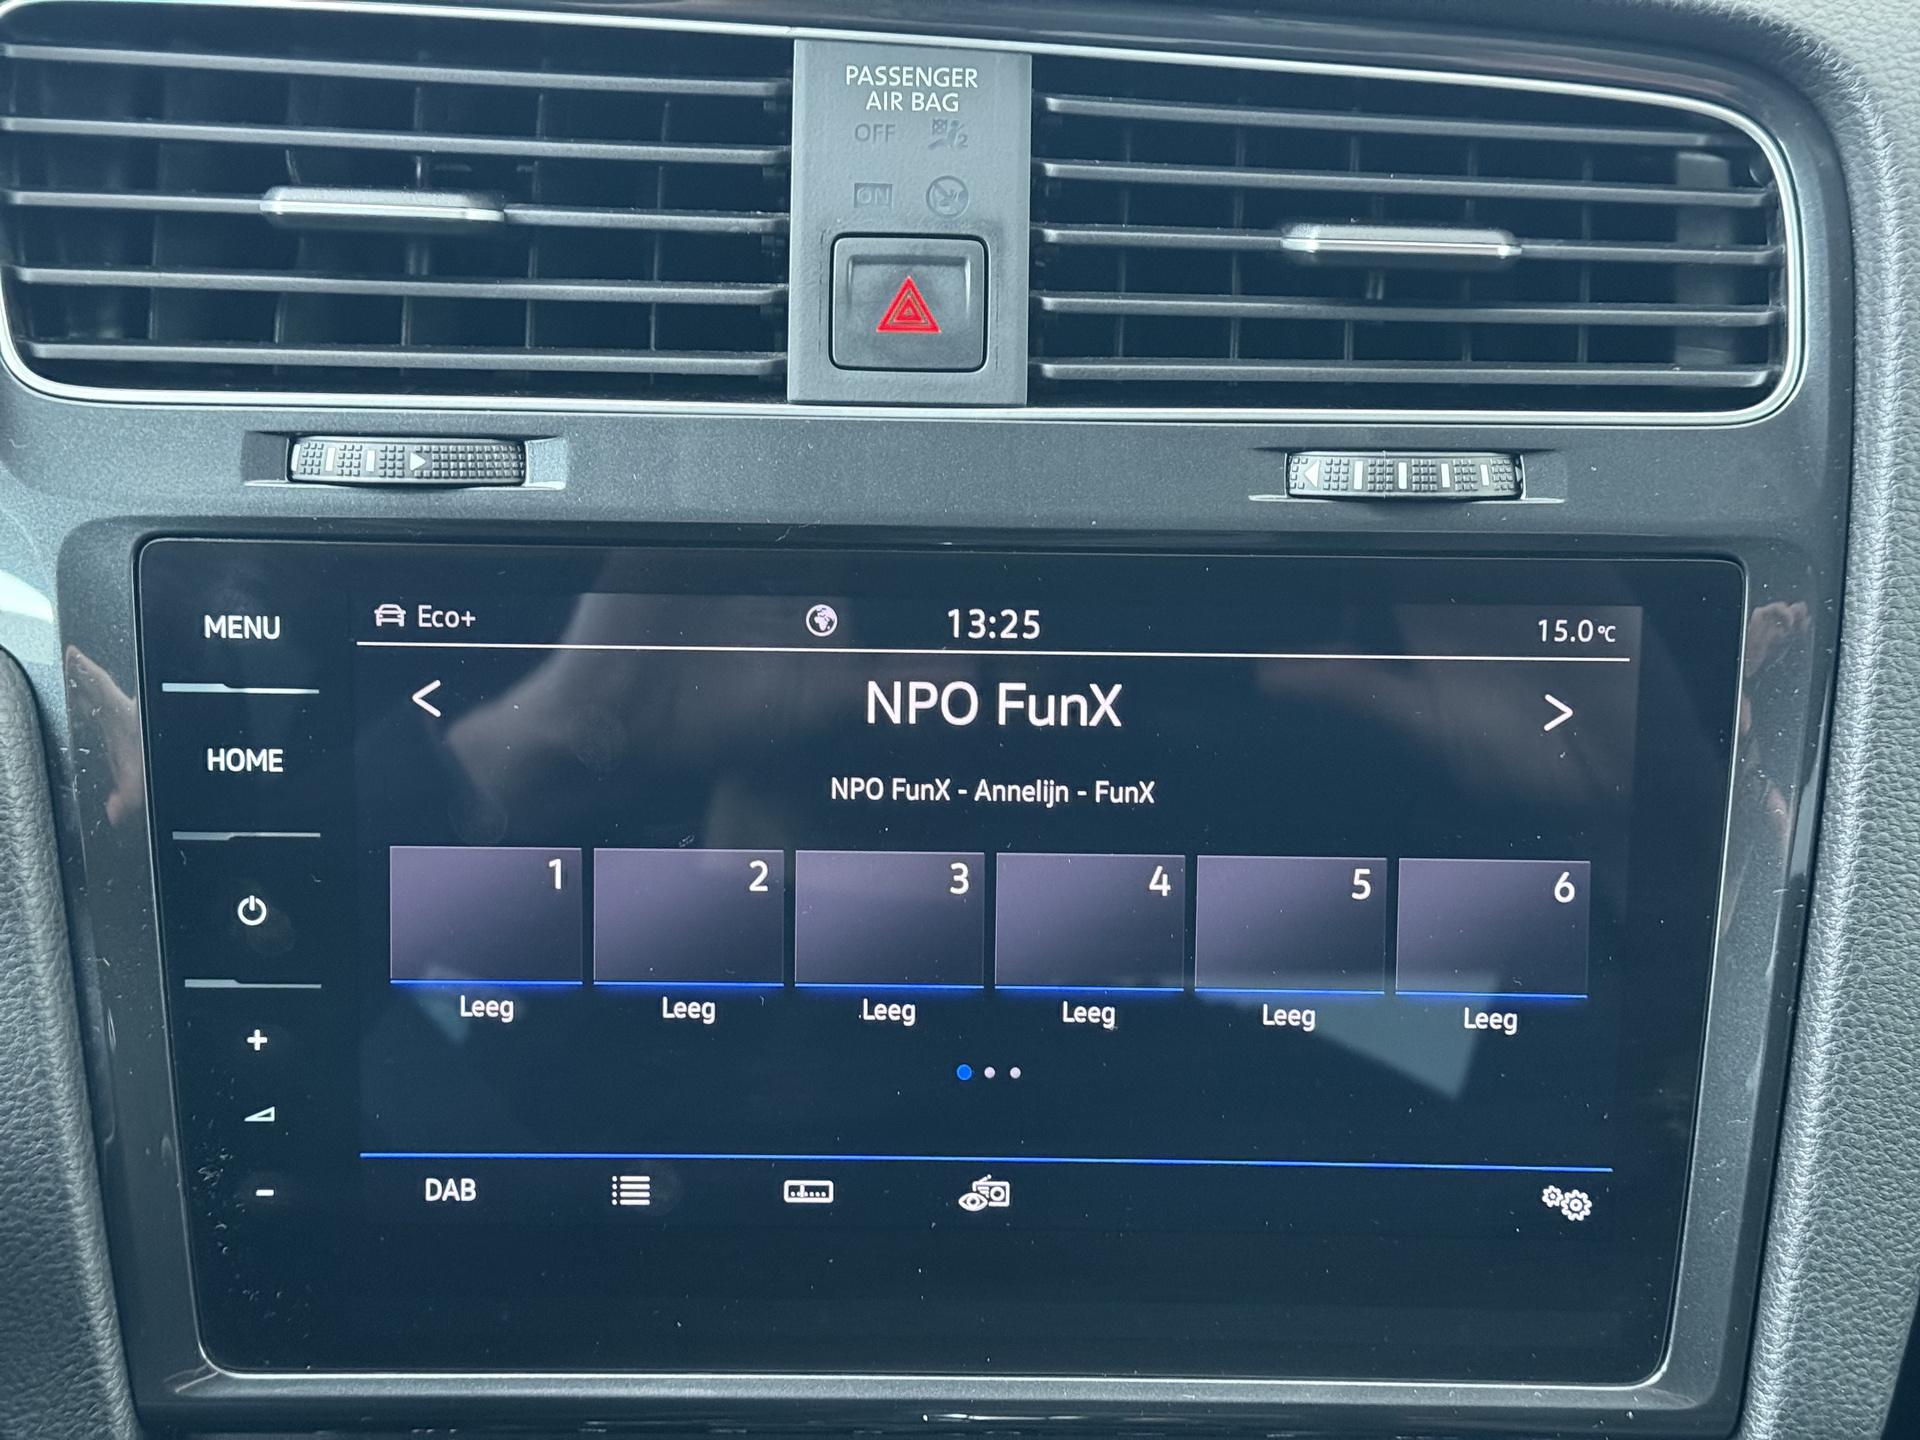 PASSENGER
AIR BAG
OFF
ON
MENU
HOME
Eco+
13:25
15.0°C
<
NPO FunX
>
NPO FunX - Annelijn - FunX
1 2 3 4 5 6
Leeg Leeg Leeg Leeg Leeg Leeg
+
-
DAB